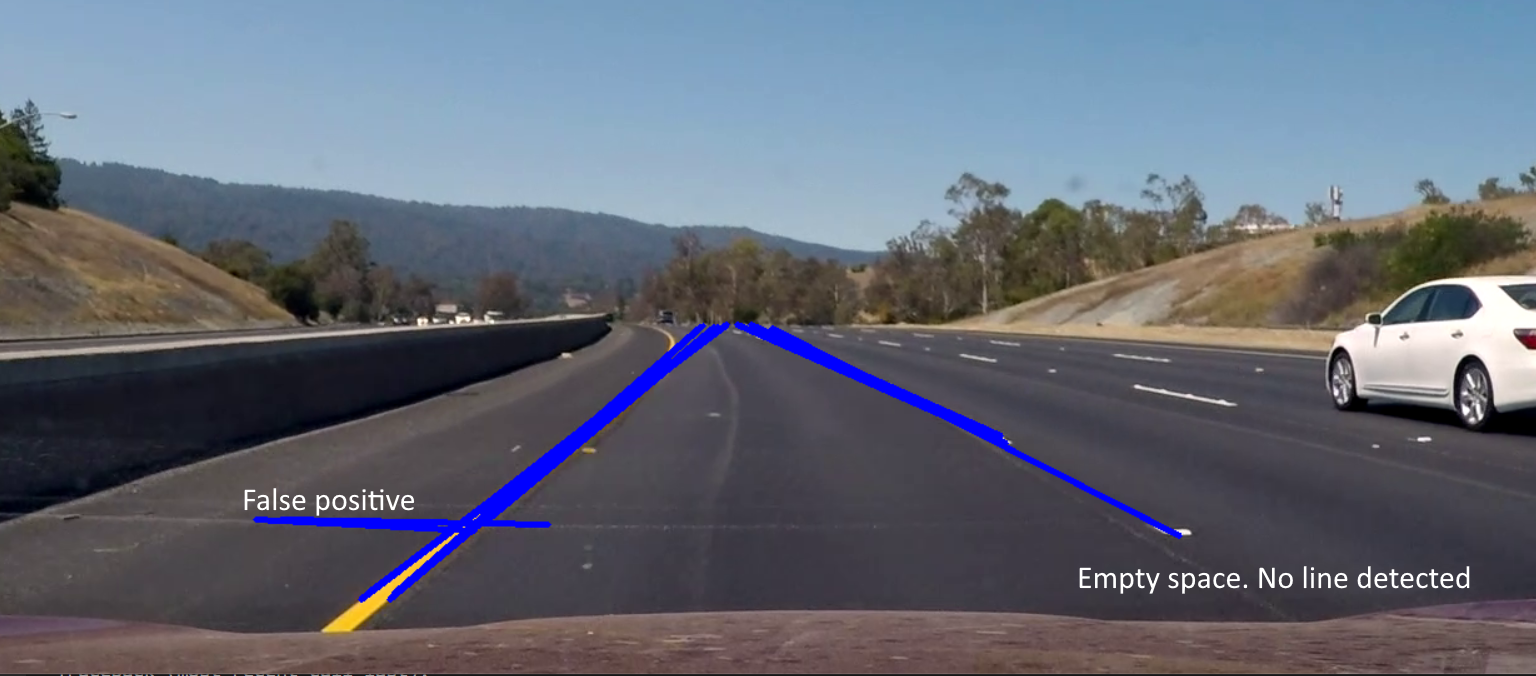 False positive
Empty space. No line detected